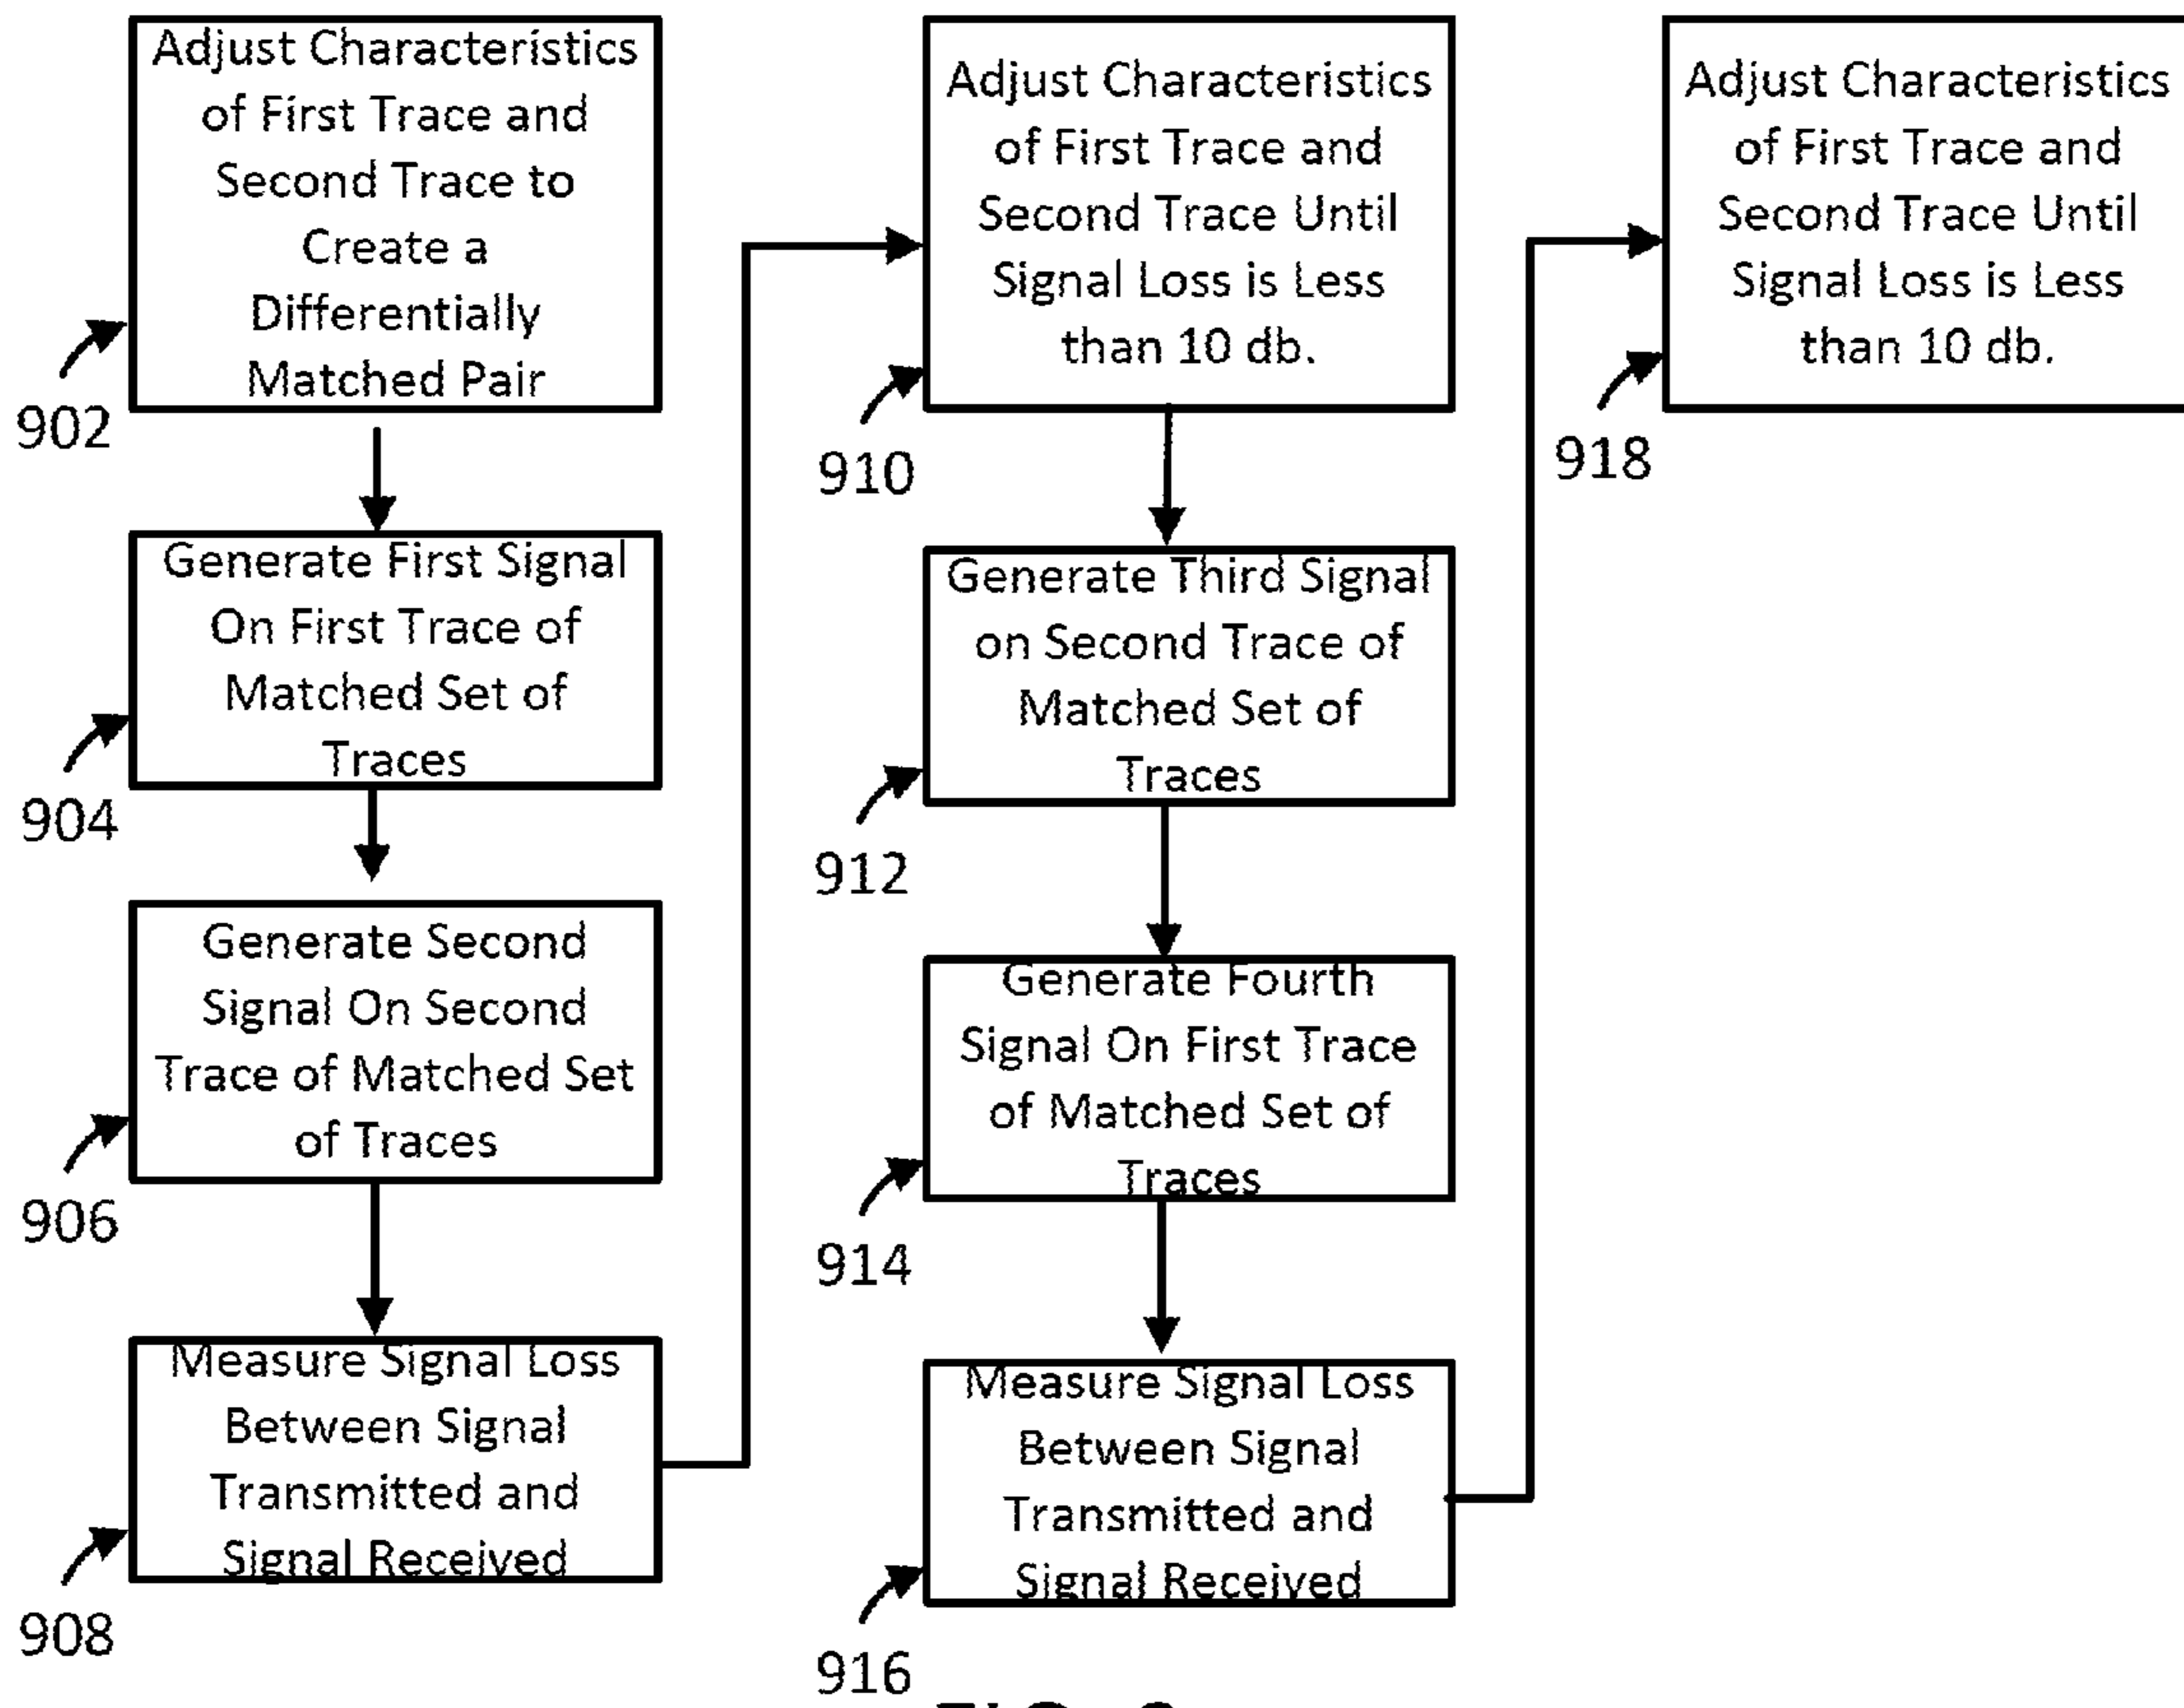 Adjust Characteristics
of First Trace and
Second Trace to
Create a
Differentially
Matched Pair
902
Generate First Signal
On First Trace of
Matched Set of
Traces
904
Generate Second
Signal On Second
Trace of Matched Set
of Traces
906
Measure Signal Loss
Between Signal
Transmitted and
Signal Received
908
Adjust Characteristics
of First Trace and
Second Trace Until
Signal Loss is Less
than 10 db.
910
Generate Third Signal
on Second Trace of
Matched Set of
Traces
912
Generate Fourth
Signal On First Trace
of Matched Set of
Traces
914
Measure Signal Loss
Between Signal
Transmitted and
Signal Received
916
Adjust Characteristics
of First Trace and
Second Trace Until
Signal Loss is Less
than 10 db.
918